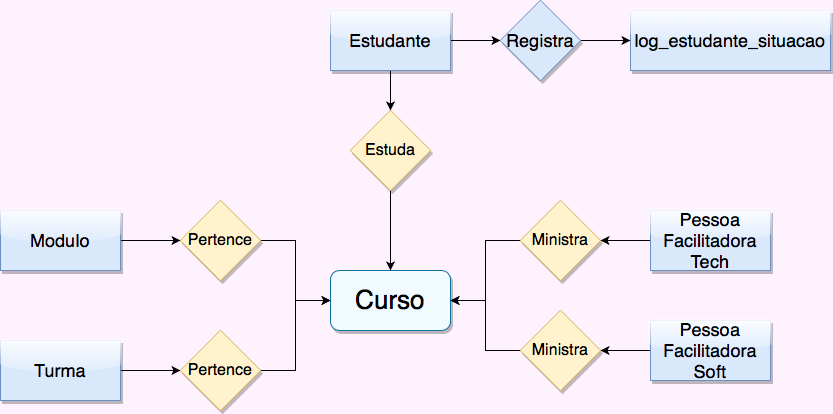 Estudante
Registra
log_estudante_situacao
Estuda
Modulo
Pertence
Ministra
Pessoa
Facilitadora
Tech
Curso
Turma
Pertence
Ministra
Pessoa
Facilitadora
Soft